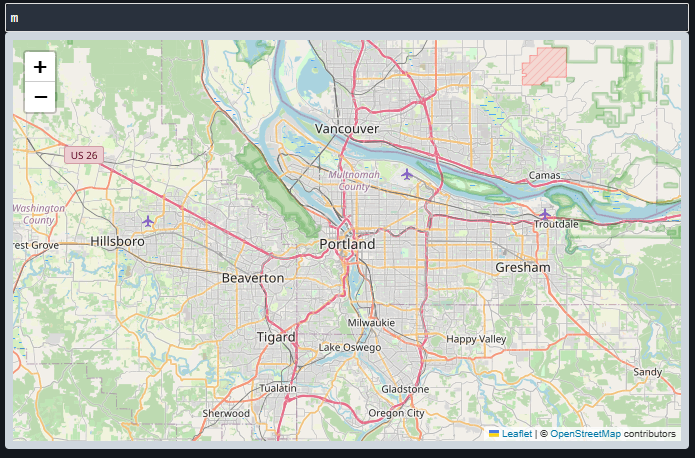 m
+
−
Vancouver
US 26
Multnomah
County
Camas
Washington
County
rest Grove
Hillsboro
Portland
Troutdale
Gresham
Beaverton
Milwaukie
Tigard
Lake Oswego
Happy Valley
Sandy
Tualatin
Gladstone
Sherwood
Oregon City
Leaflet | © OpenStreetMap contributors